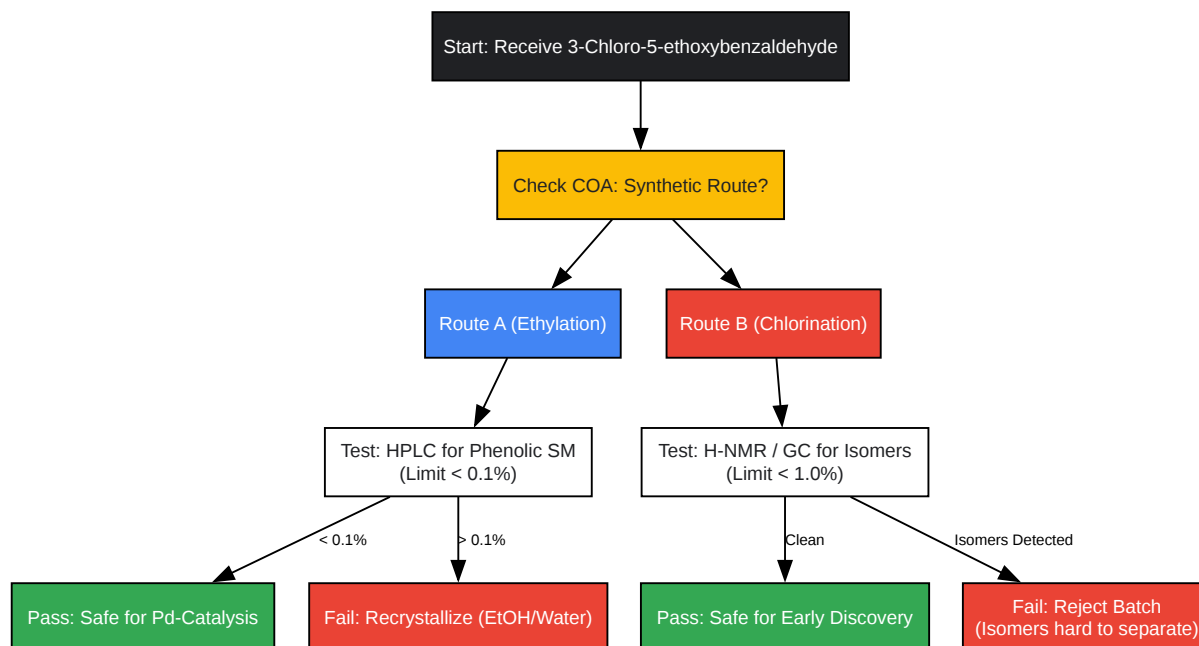 Start: Receive 3-Chloro-5-ethoxybenzaldehyde
Check COA: Synthetic Route?
Route A (Ethylation)
Route B (Chlorination)
Test: HPLC for Phenolic SM
(Limit < 0.1%)
Test: H-NMR / GC for Isomers
(Limit < 1.0%)
< 0.1%
> 0.1%
Clean
Isomers Detected
Pass: Safe for Pd-Catalysis
Fail: Recrystallize (EtOH/Water)
Pass: Safe for Early Discovery
Fail: Reject Batch
(Isomers hard to separate)